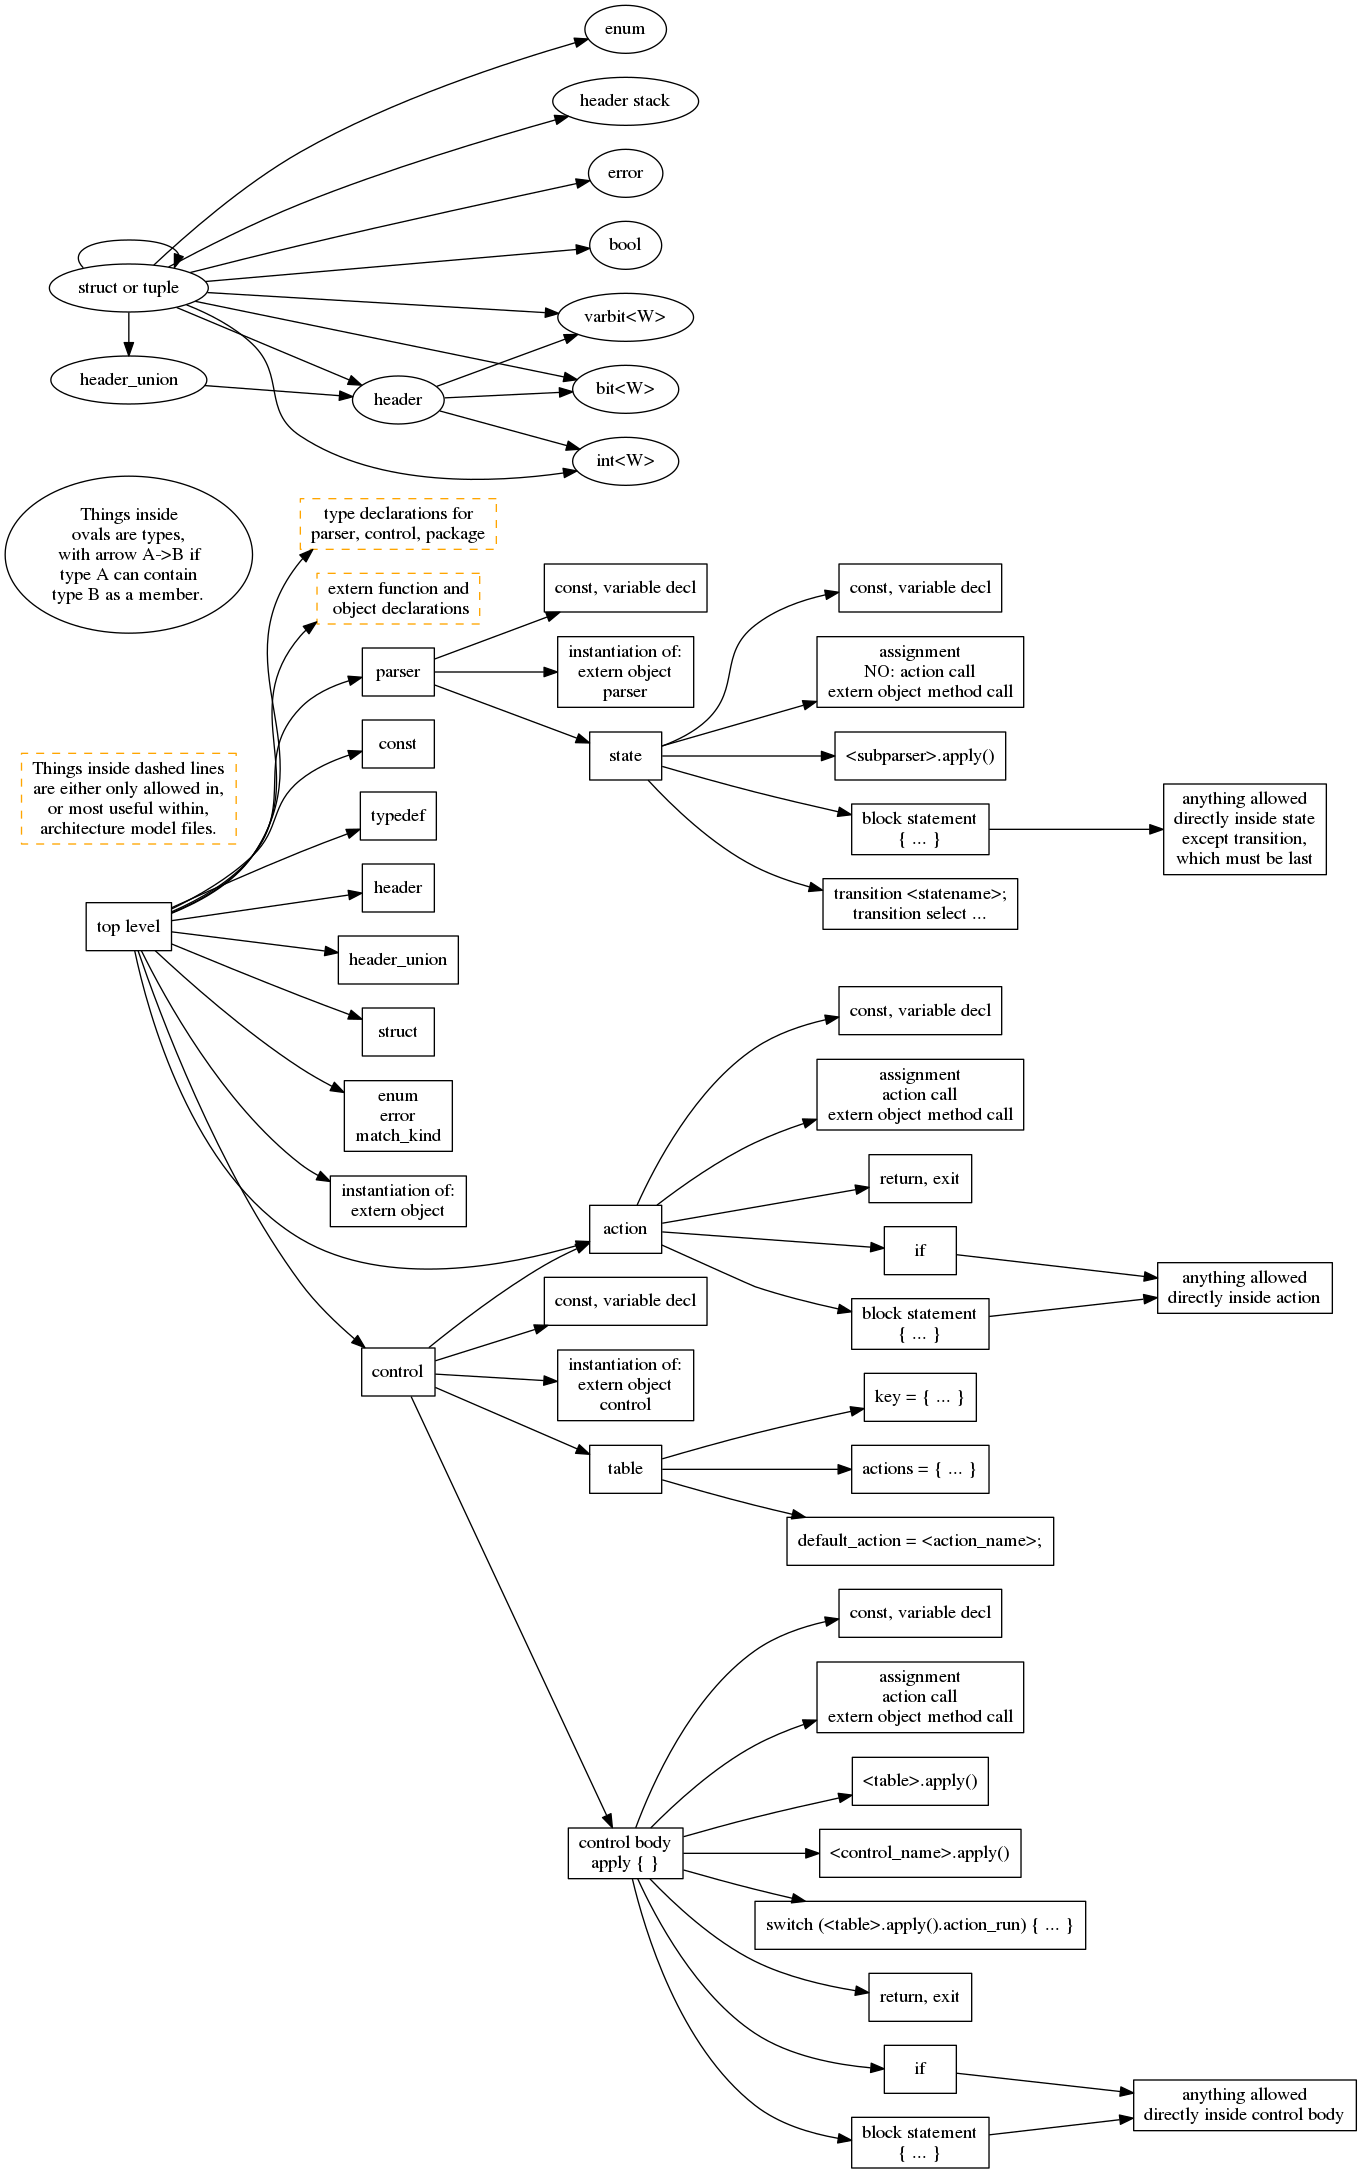 enum
header stack
error
bool
struct or tuple
varbit<W>
header_union
header
bit<W>
int<W>
Things inside
ovals are types,
with arrow A->B if
type A can contain
type B as a member.
type declarations for
parser, control, package
extern function and
object declarations
Things inside dashed lines
are either only allowed in,
or most useful within,
architecture model files.
top level
parser
const
typedef
header
header_union
struct
enum
error
match_kind
instantiation of:
extern object
control
const, variable decl
instantiation of:
extern object
parser
state
const, variable decl
assignment
NO: action call
extern object method call
<subparser>.apply()
block statement
{ ... }
transition <statename>;
transition select ...
anything allowed
directly inside state
except transition,
which must be last
action
const, variable decl
assignment
action call
extern object method call
return, exit
if
block statement
{ ... }
anything allowed
directly inside action
const, variable decl
instantiation of:
extern object
control
table
key = { ... }
actions = { ... }
default_action = <action_name>;
control body
apply { }
const, variable decl
assignment
action call
extern object method call
<table>.apply()
<control_name>.apply()
switch (<table>.apply().action_run) { ... }
return, exit
if
block statement
{ ... }
anything allowed
directly inside control body